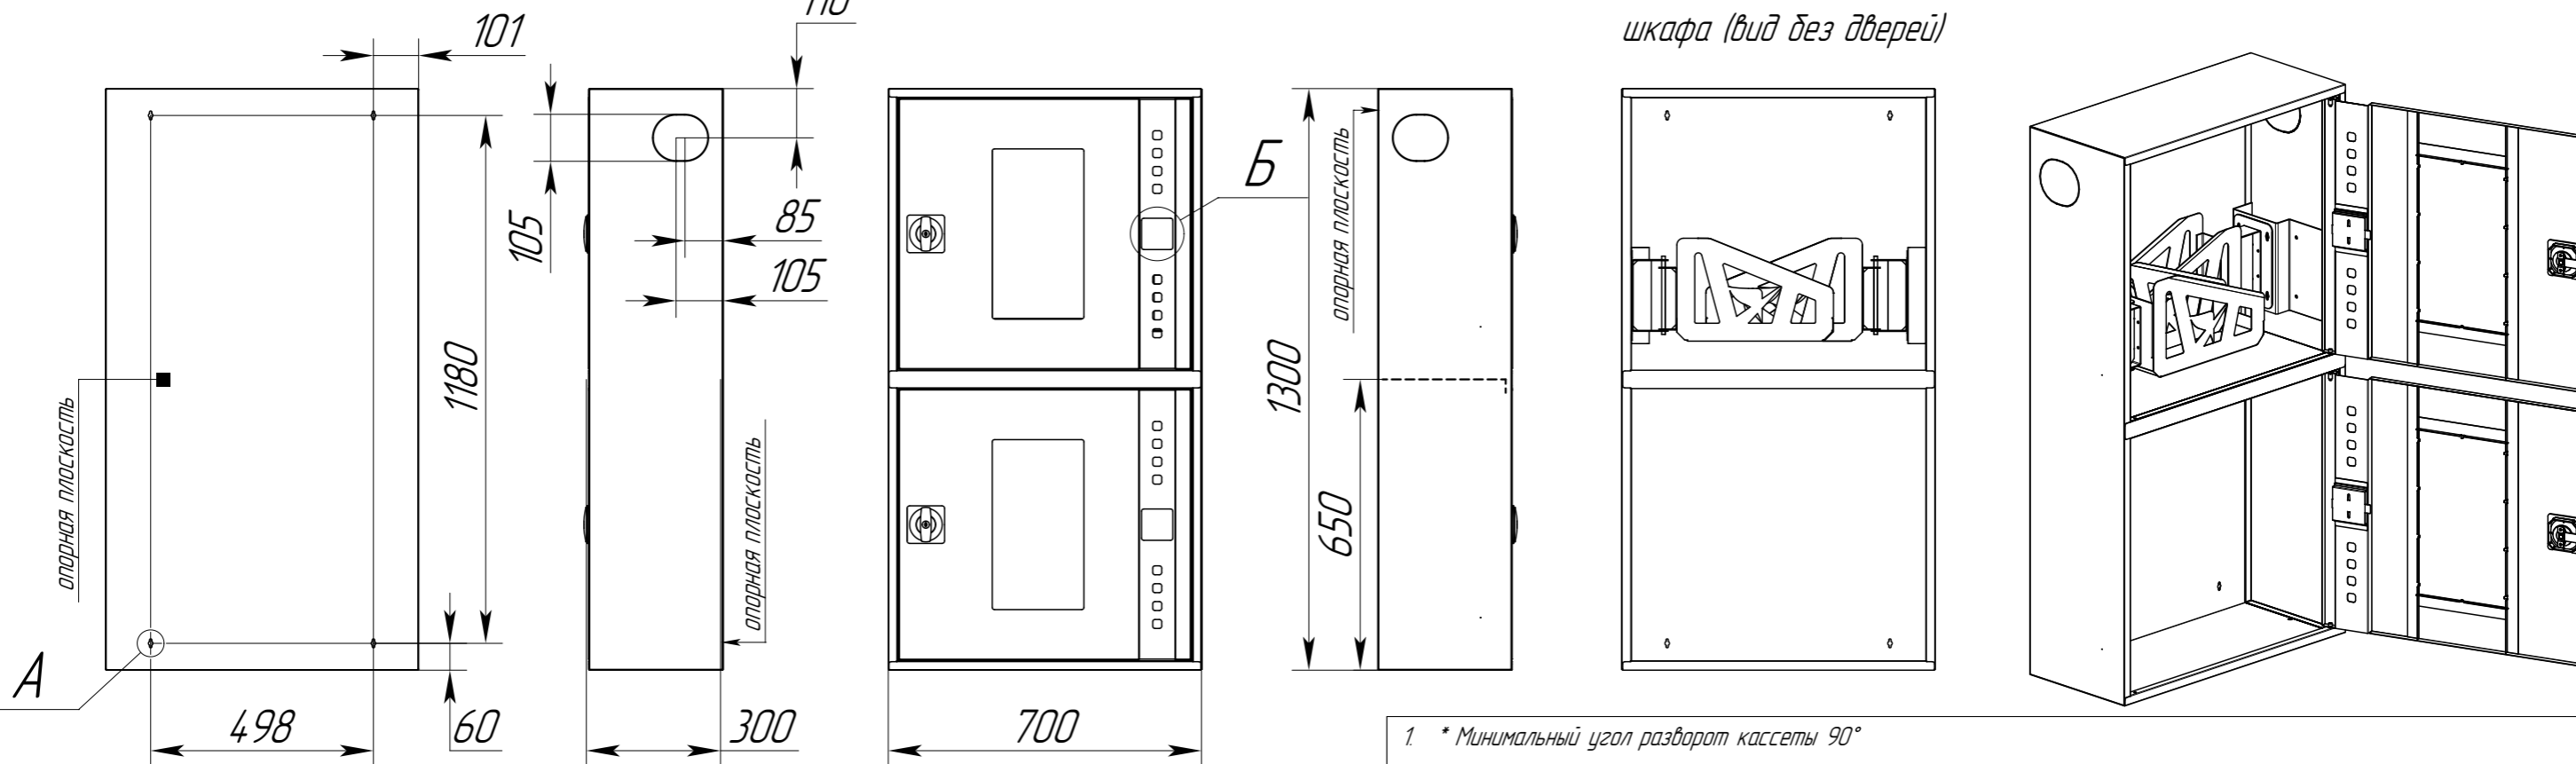 101
110
шкафа (вид без дверей)
105
85
105
Б
опорная плоскость
1180
1300
650
опорная плоскость
опорная плоскость
А
498
60
300
700
1. * Минимальный угол разворот кассеты 90°